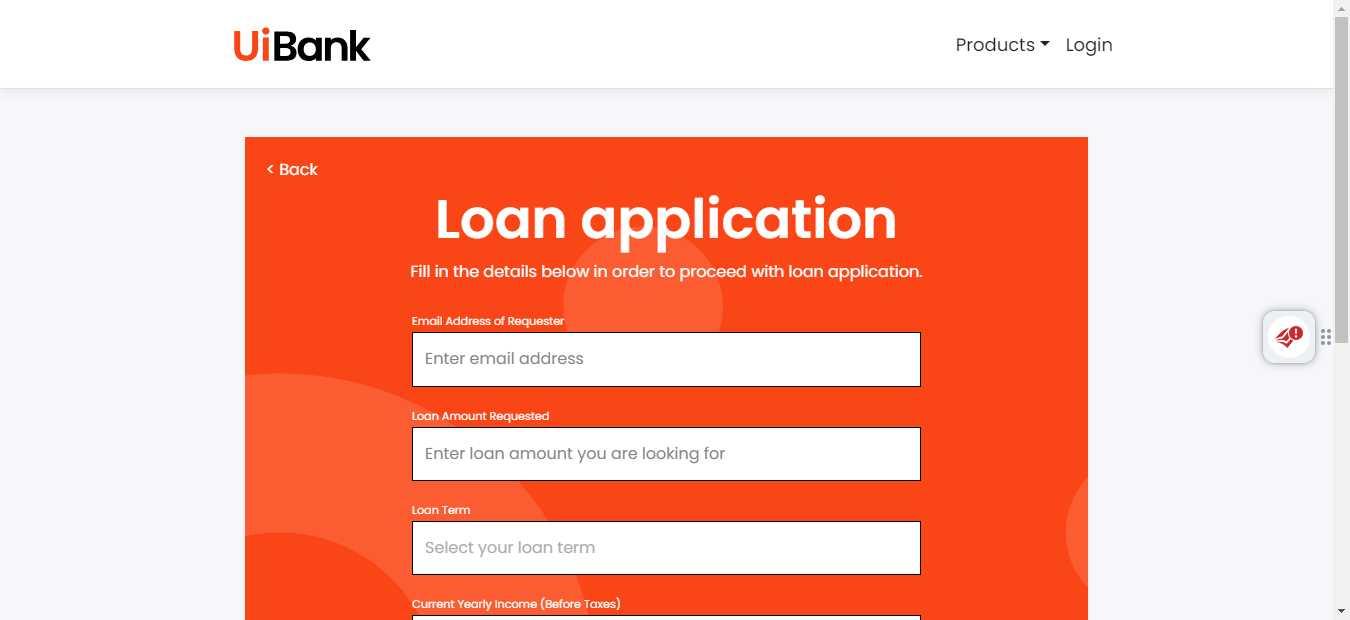 UiBank
Products Login
< Back
Loan application
Fill in the details below in order to proceed with loan application.
Email Address of Requester
Enter email address
Loan Amount Requested
Enter loan amount you are looking for
Loan Term
Select your loan term
Current Yearly Income (Before Taxes)